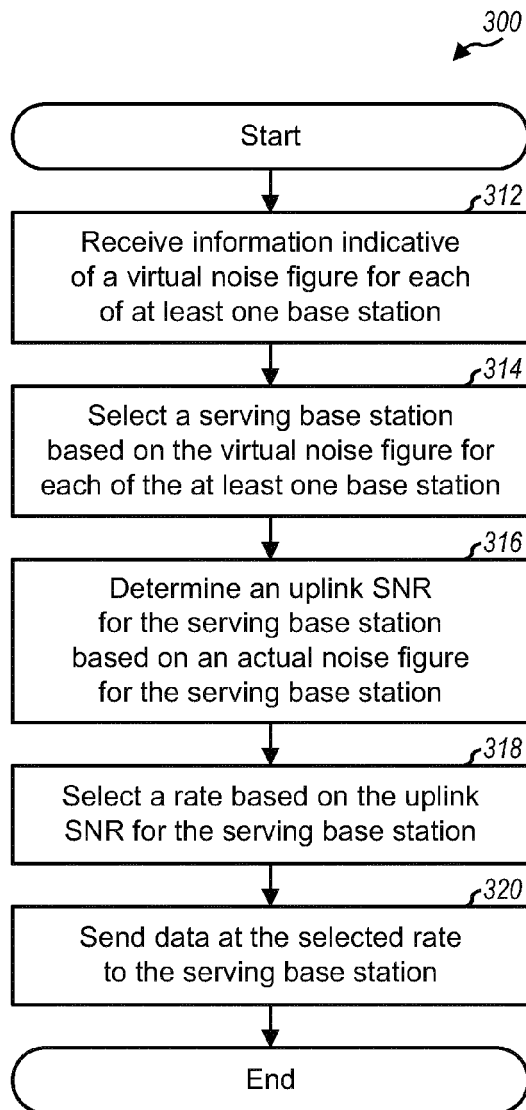 300
Start
312
Receive information indicative
of a virtual noise figure for each
of at least one base station
314
Select a serving base station
based on the virtual noise figure for
each of the at least one base station
316
Determine an uplink SNR
for the serving base station
based on an actual noise figure
for the serving base station
318
Select a rate based on the uplink
SNR for the serving base station
320
Send data at the selected rate
to the serving base station
End